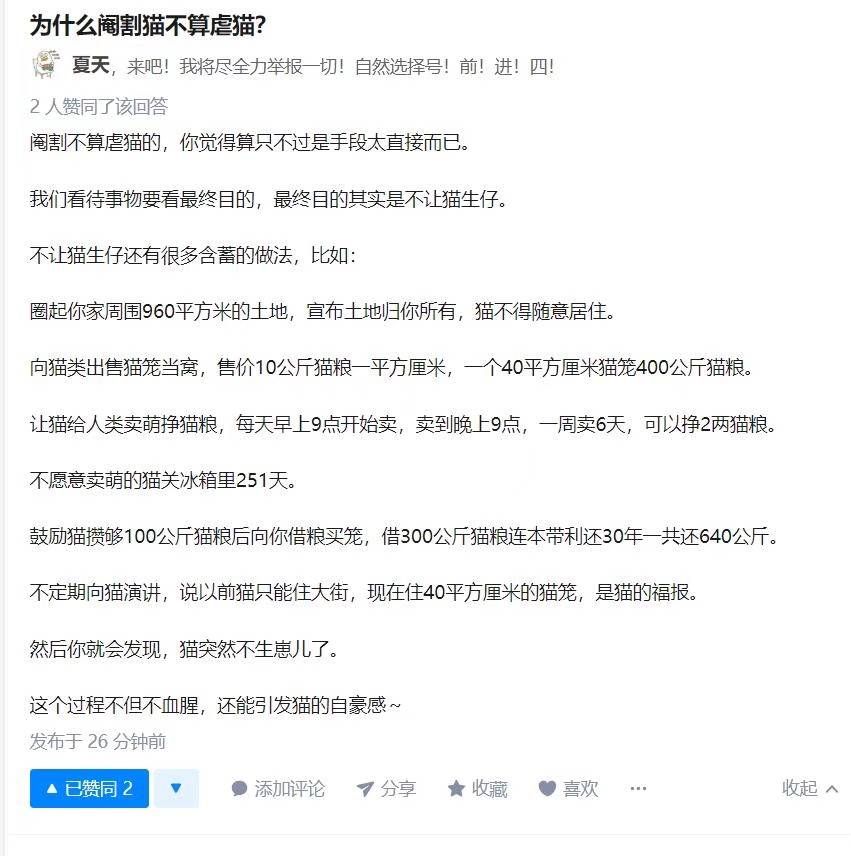 为什么阉割猫不算虐猫?
夏天，来吧！我将尽全力举报一切！自然选择号！前！进！四！
2 人赞同了该回答
阉割不算虐猫的，你觉得算只不过是手段太直接而已。
我们看待事物要看最终目的，最终目的其实是不让猫生仔。
不让猫生仔还有很多含蓄的做法，比如：
圈起你家周围960平方米的土地，宣布土地归你所有，猫不得随意居住。
向猫类出售猫笼当窝，售价10公斤猫粮一平方厘米，一个40平方厘米猫笼400公斤猫粮。
让猫给人类卖萌挣猫粮，每天早上9点开始卖，卖到晚上9点，一周卖6天，可以挣2两猫粮。
不愿意卖萌的猫关冰箱里251天。
鼓励猫攒够100公斤猫粮后向你借粮买笼，借300公斤猫粮连本带利还30年一共还640公斤。
不定期向猫演讲，说以前猫只能住大街，现在住40平方厘米的猫笼，是猫的福报。
然后你就会发现，猫突然不生崽儿了。
这个过程不但不血腥，还能引发猫的自豪感~
发布于 26 分钟前
已赞同 2 添加评论 分享 收藏 喜欢 ··· 收起